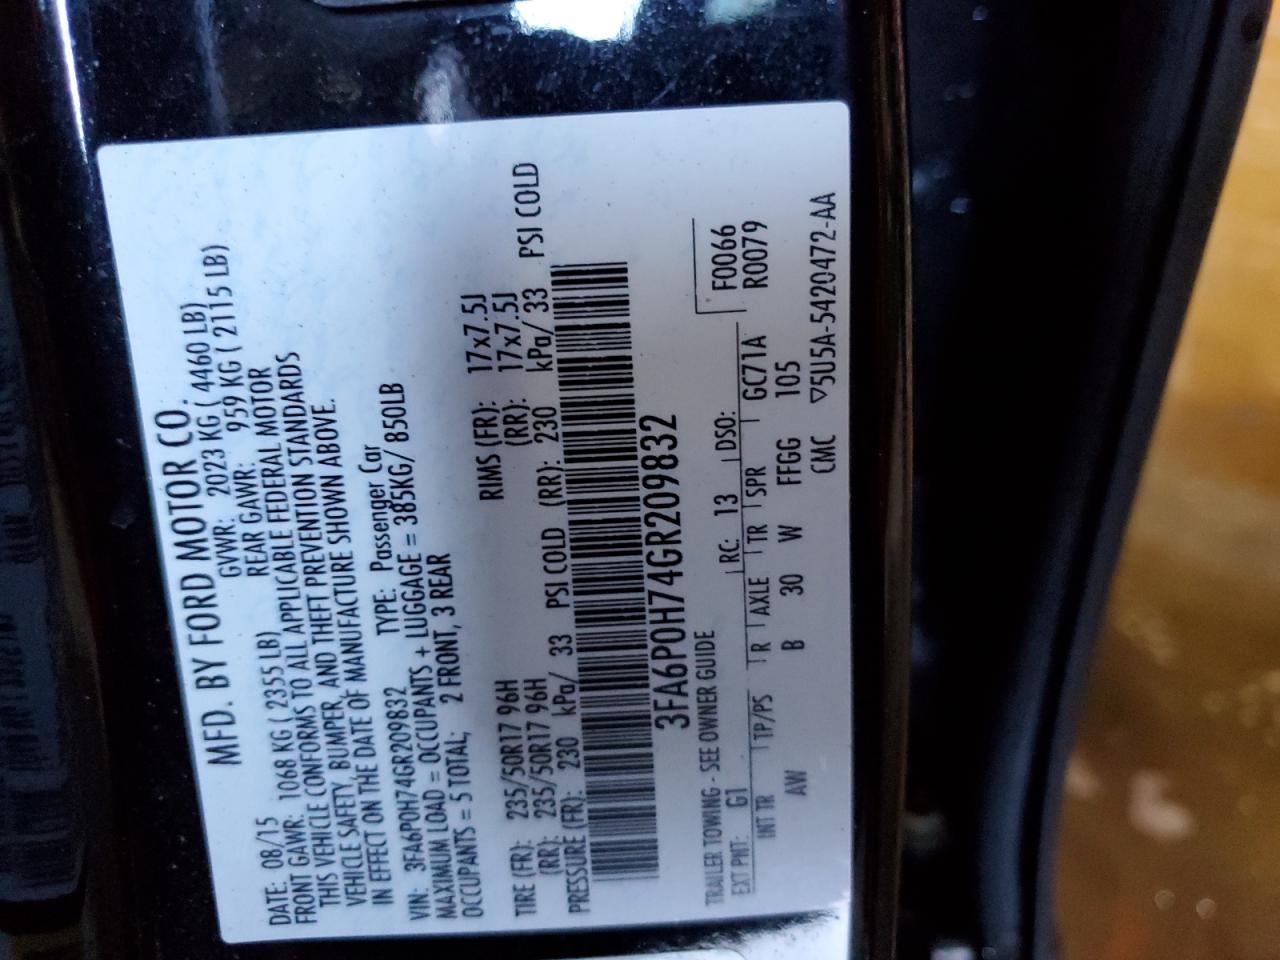 MFD. BY FORD MOTOR CO.
DATE: 08/15 GVWR: 2023 KG ( 4460 LB)
FRONT GAWR: 1068 KG ( 2355 LB) REAR GAWR: 959 KG ( 2115 LB)
THIS VEHICLE CONFORMS TO ALL APPLICABLE FEDERAL MOTOR
VEHICLE SAFETY, BUMPER, AND THEFT PREVENTION STANDARDS
IN EFFECT ON THE DATE OF MANUFACTURE SHOWN ABOVE.
VIN: 3FA6P0H74GR209832 TYPE: Passenger Car
MAXIMUM LOAD = OCCUPANTS + LUGGAGE = 385KG/ 850LB
OCCUPANTS = 5 TOTAL; 2 FRONT, 3 REAR
TIRE (FR): 235/50R17 96H RIMS (FR): 17x7.5J
(RR): 235/50R17 96H (RR): 17x7.5J
PRESSURE (FR): 230 kPa/ 33 PSI COLD (RR): 230 kPa/ 33 PSI COLD
3FA6P0H74GR209832
TRAILER TOWING - SEE OWNER GUIDE F0066
EXT PNT: G1 RC: 13 DSO: R0079
INT TR TP/PS R AXLE TR SPR GC71A
AW B 30 W FFGG 105
CMC ▽5U5A-5420472-AA